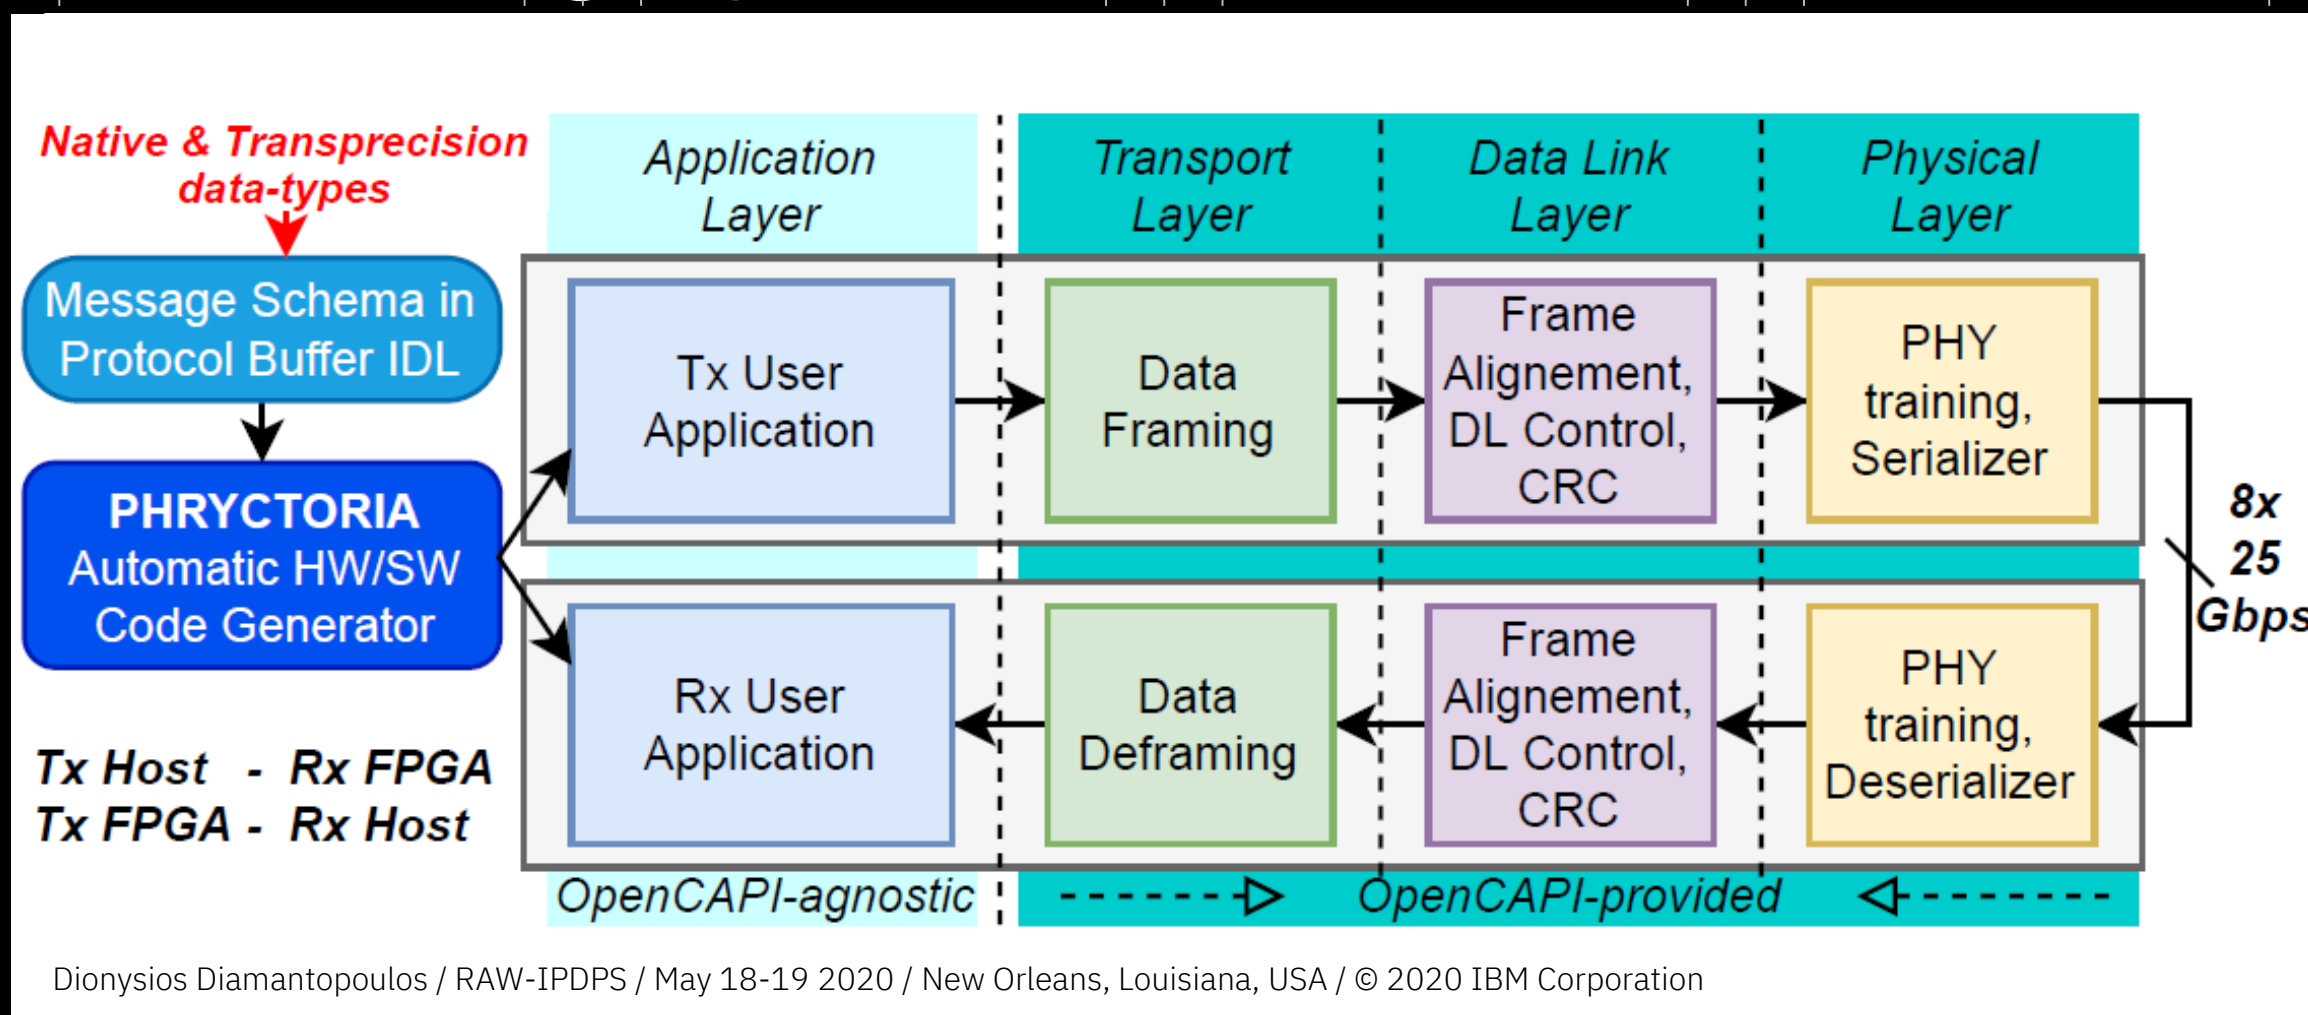 Native & Transprecision
data-types
Message Schema in
Protocol Buffer IDL
PHRYCTORIA
Automatic HW/SW
Code Generator
Tx Host - Rx FPGA
Tx FPGA - Rx Host
Application
Layer
Transport
Layer
Data Link
Layer
Physical
Layer
Tx User
Application
Data
Framing
Frame
Alignement,
DL Control,
CRC
PHY
training,
Serializer
8x
25
Gbps
Rx User
Application
Data
Deframing
Frame
Alignement,
DL Control,
CRC
PHY
training,
Deserializer
OpenCAPI-agnostic
OpenCAPI-provided
Dionysios Diamantopoulos / RAW-IPDPS / May 18-19 2020 / New Orleans, Louisiana, USA / © 2020 IBM Corporation